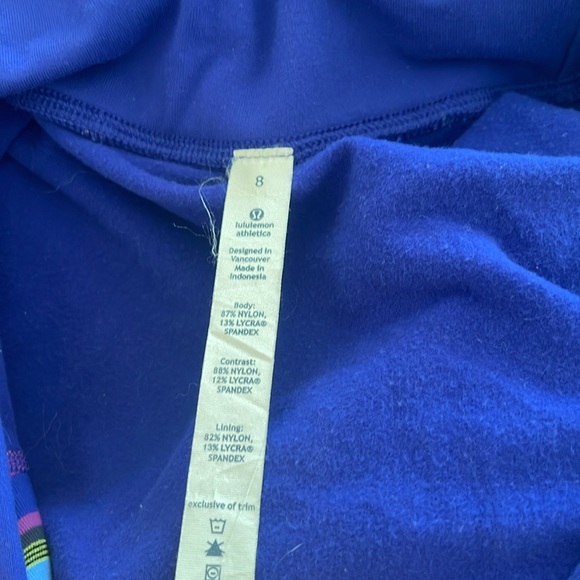 8
lululemon
athletica
Designed in
Vancouver
Made in
Indonesia
Body:
87% NYLON,
13% LYCRA®
SPANDEX
Contrast:
88% NYLON,
12% LYCRA®
SPANDEX
Lining:
82% NYLON,
13% LYCRA®
SPANDEX
exclusive of trim